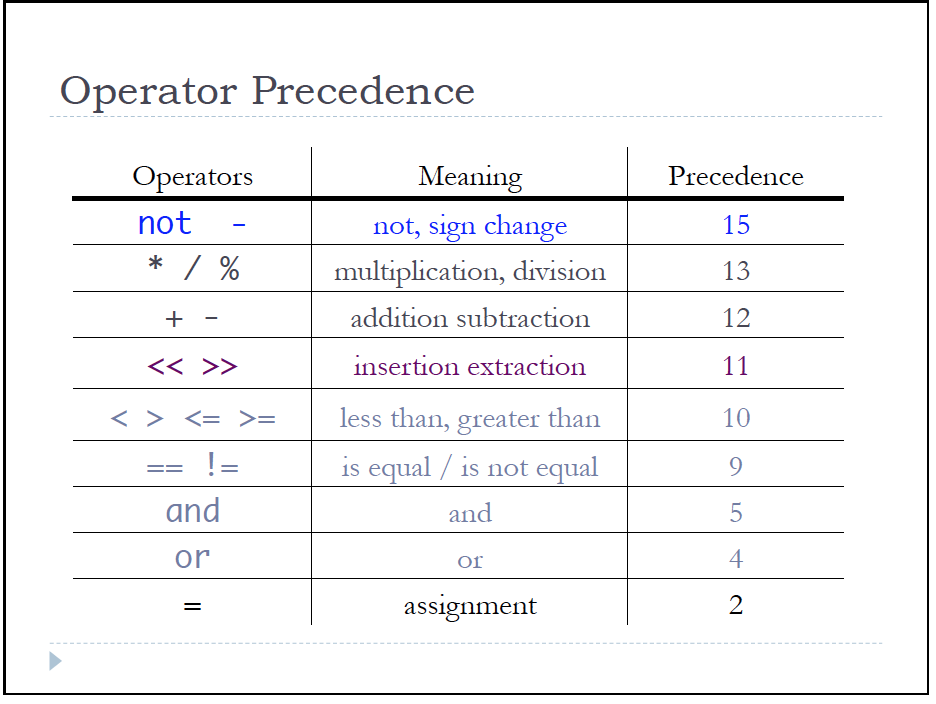 Operator Precedence
Operators Meaning Precedence
not - not, sign change 15
* / % multiplication, division 13
+ - addition subtraction 12
<< >> insertion extraction 11
< > <= >= less than, greater than 10
== != is equal / is not equal 9
and and 5
or or 4
= assignment 2